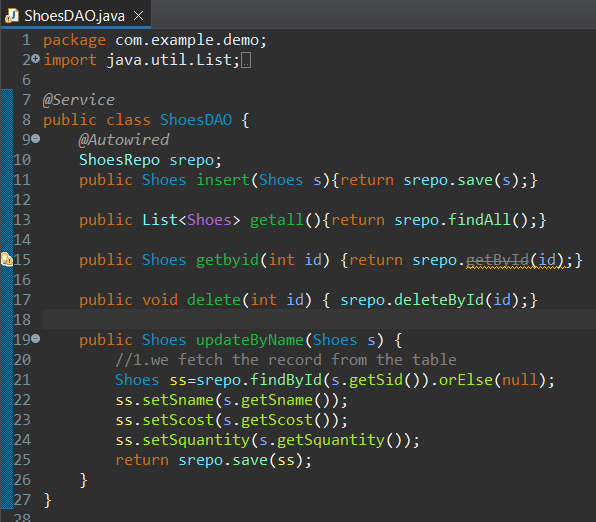 ShoesDAO.java
1 package com.example.demo;
2 import java.util.List;
6
7 @Service
8 public class ShoesDAO {
9 @Autowired
10 ShoesRepo srepo;
11 public Shoes insert(Shoes s){return srepo.save(s);}
12
13 public List<Shoes> getall(){return srepo.findAll();}
14
15 public Shoes getbyid(int id) {return srepo.getById(id);}
16
17 public void delete(int id) { srepo.deleteById(id);}
18
19 public Shoes updateByName(Shoes s) {
20 //1.we fetch the record from the table
21 Shoes ss=srepo.findById(s.getSid()).orElse(null);
22 ss.setSname(s.getSname());
23 ss.setScost(s.getScost());
24 ss.setSquantity(s.getSquantity());
25 return srepo.save(ss);
26 }
27 }
28